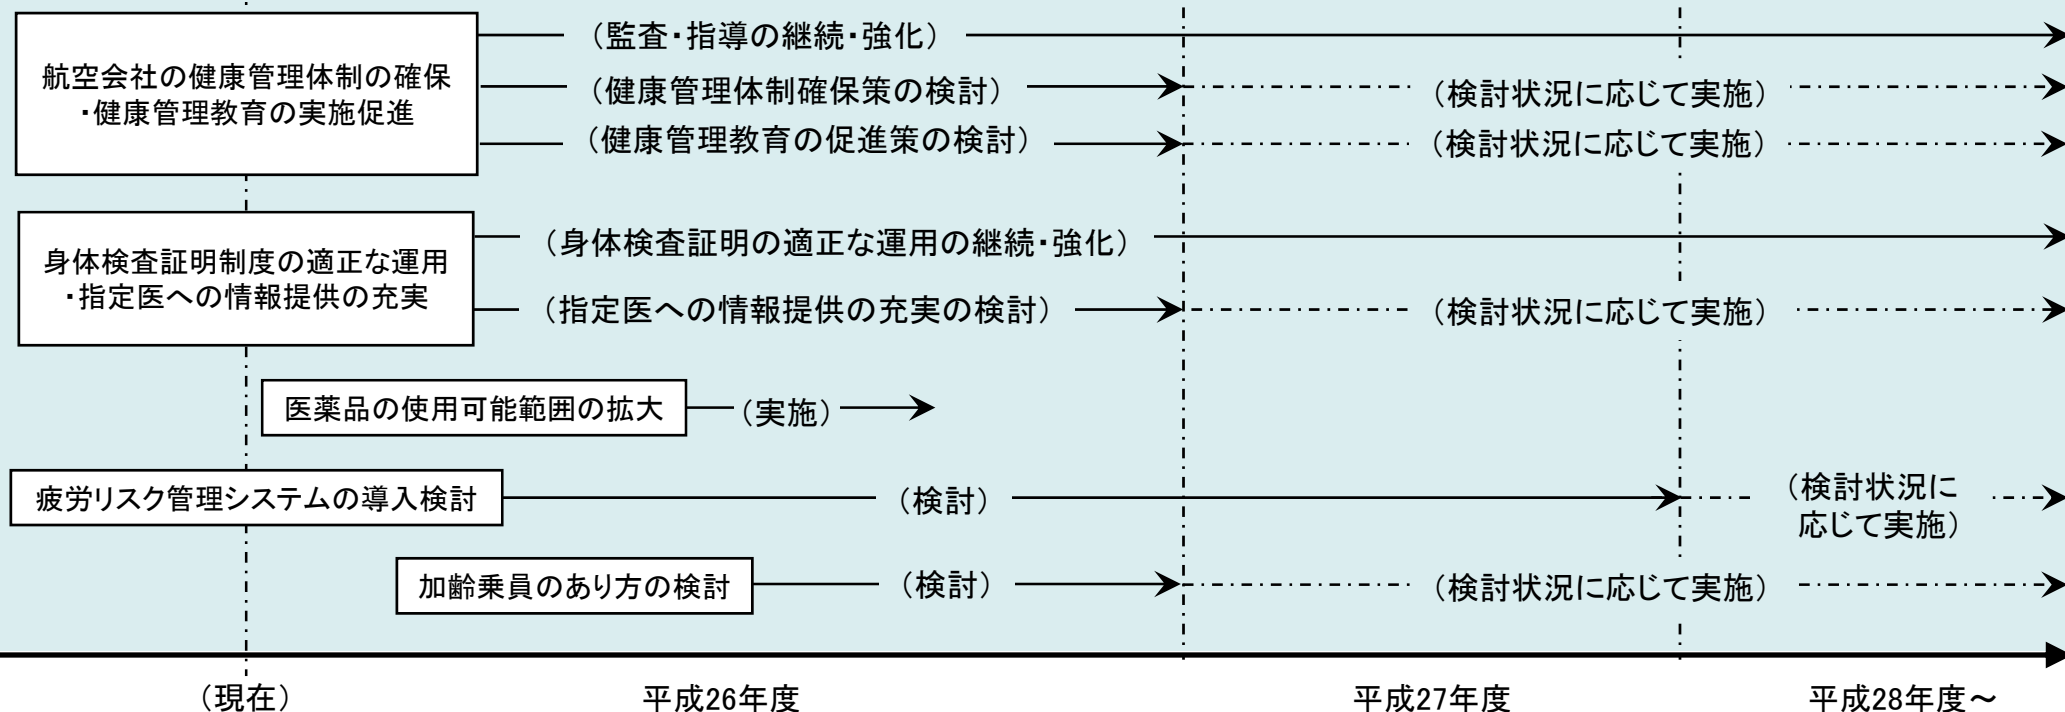 航空会社の健康管理体制の確保
・健康管理教育の実施促進
（監査・指導の継続・強化）
（健康管理体制確保策の検討）
（検討状況に応じて実施）
（健康管理教育の促進策の検討）
（検討状況に応じて実施）
身体検査証明制度の適正な運用
・指定医への情報提供の充実
（身体検査証明の適正な運用の継続・強化）
（指定医への情報提供の充実の検討）
（検討状況に応じて実施）
医薬品の使用可能範囲の拡大
（実施）
疲労リスク管理システムの導入検討
（検討）
（検討状況に
応じて実施）
加齢乗員のあり方の検討
（検討）
（検討状況に応じて実施）
（現在）
平成26年度
平成27年度
平成28年度～